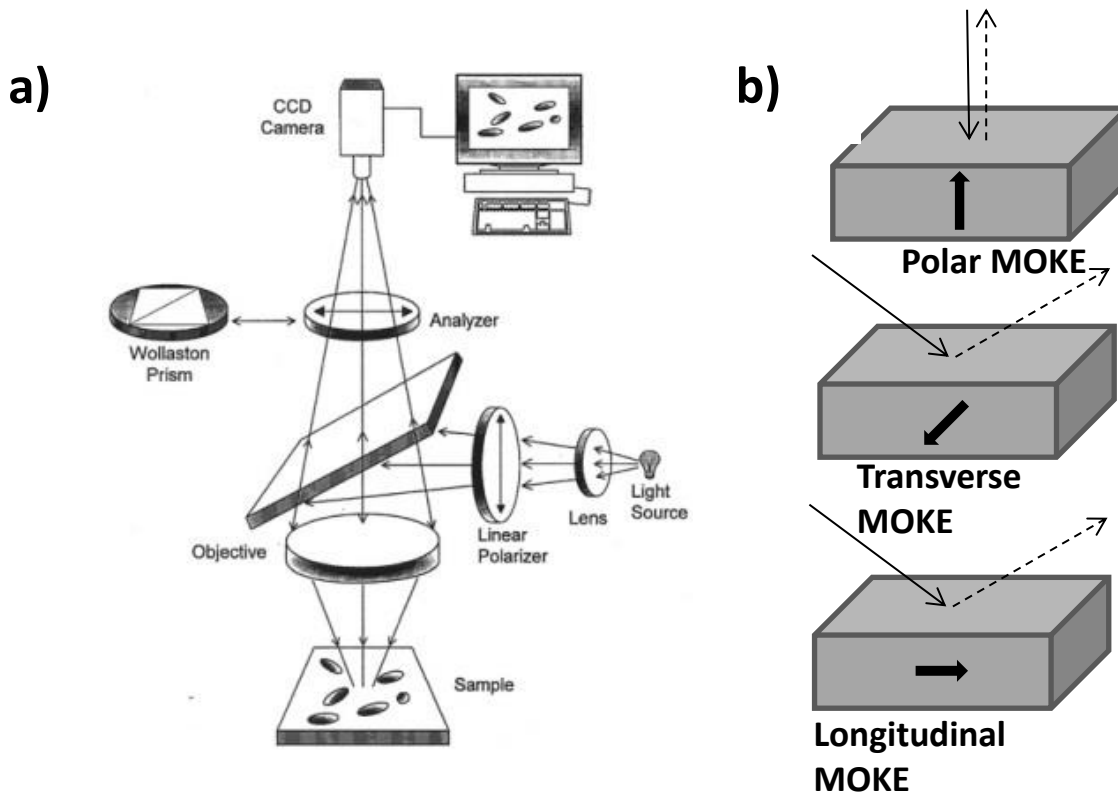 a)
CCD
Camera
Analyzer
Wollaston
Prism
Light
Source
Lens
Linear
Polarizer
Objective
Sample
b)
Polar MOKE
Transverse
MOKE
Longitudinal
MOKE